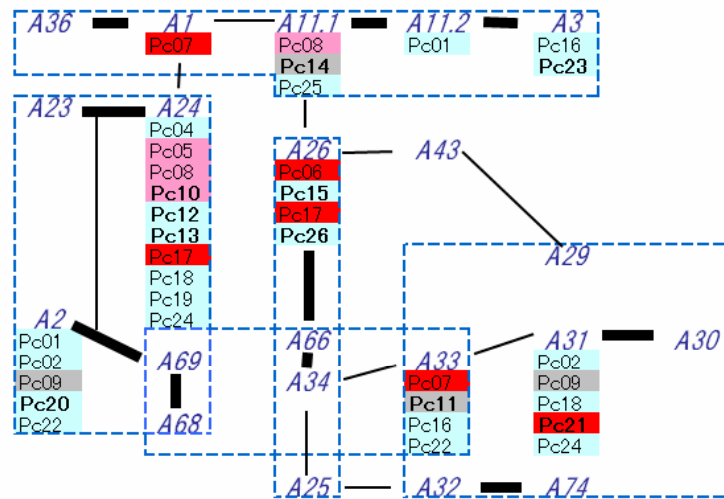 A36 A1 A11.1 A11.2 A3
Pc07 Pc08 Pc01 Pc16
Pc14 Pc23
Pc25
A23 A24
Pc04
Pc05
Pc08
Pc10
Pc12
Pc13
Pc17
Pc18
Pc19
Pc24
A26 A43
Pc06
Pc15
Pc17
Pc26
A29
A2
Pc01
Pc02
Pc09
Pc20
Pc22
A69
A68
A66
A34
A25
A33
Pc07
Pc11
Pc16
Pc22
A31 A30
Pc02
Pc09
Pc18
Pc21
Pc24
A32 A74